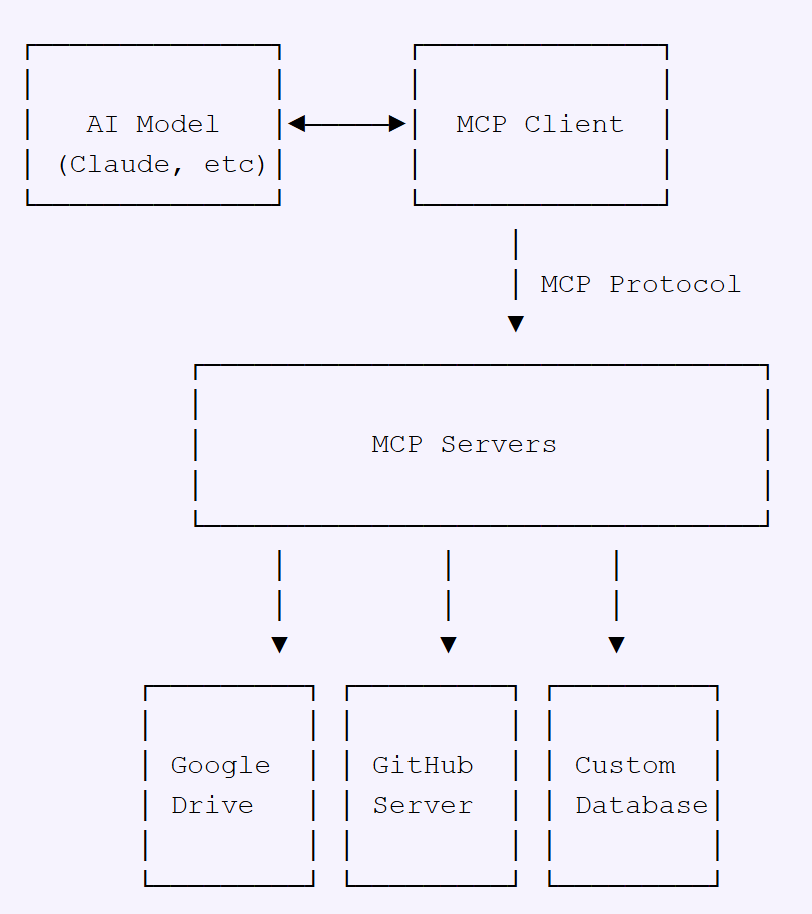 AI Model
(Claude, etc)
MCP Client
MCP Protocol
MCP Servers
Google
Drive
GitHub
Server
Custom
Database